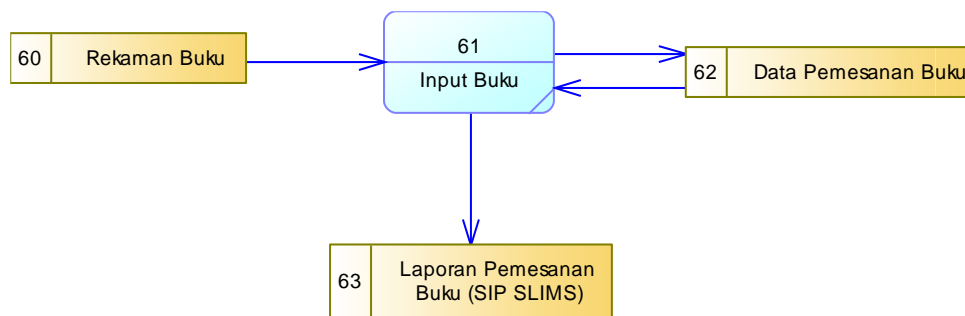 60
Rekaman Buku
61
Input Buku
62
Data Pemesanan Buku
63
Laporan Pemesanan
Buku (SIP SLIMS)